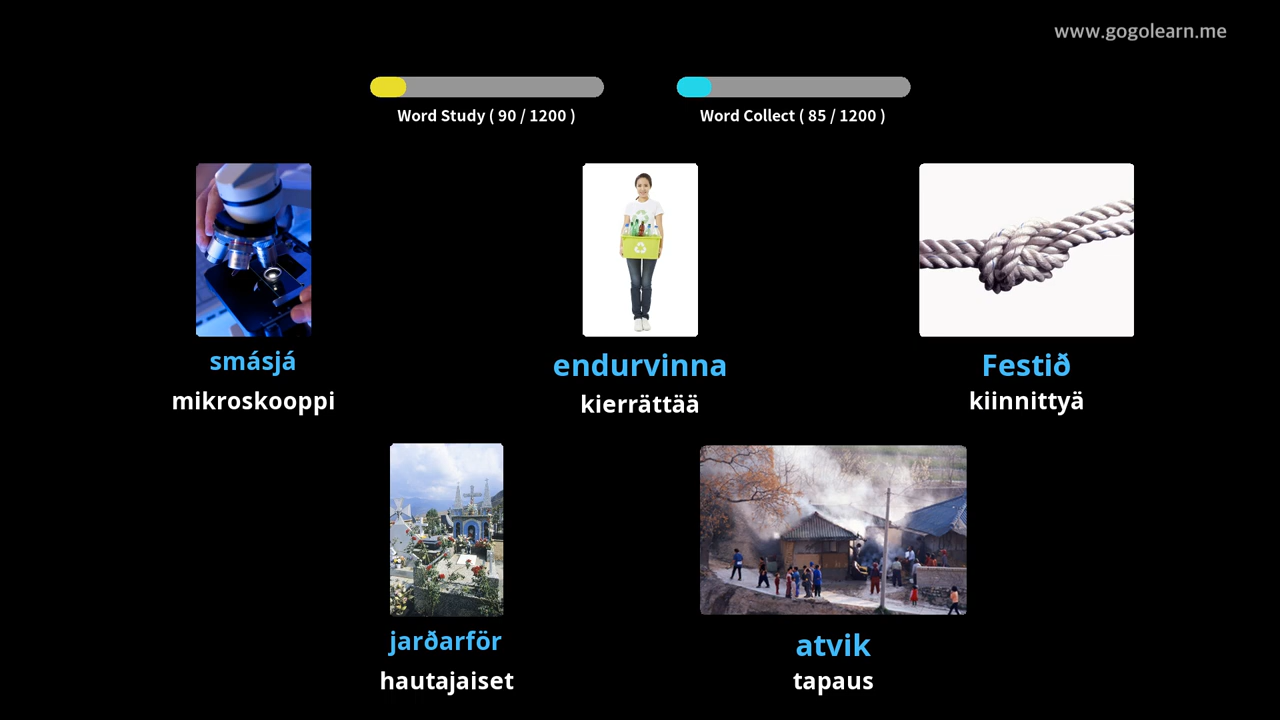 www.gogolearn.me
Word Study ( 90 / 1200 )
Word Collect ( 85 / 1200 )
smásjá
mikroskooppi
endurvinna
kierrättää
Festið
kiinnittyä
jarðarför
hautajaiset
atvik
tapaus